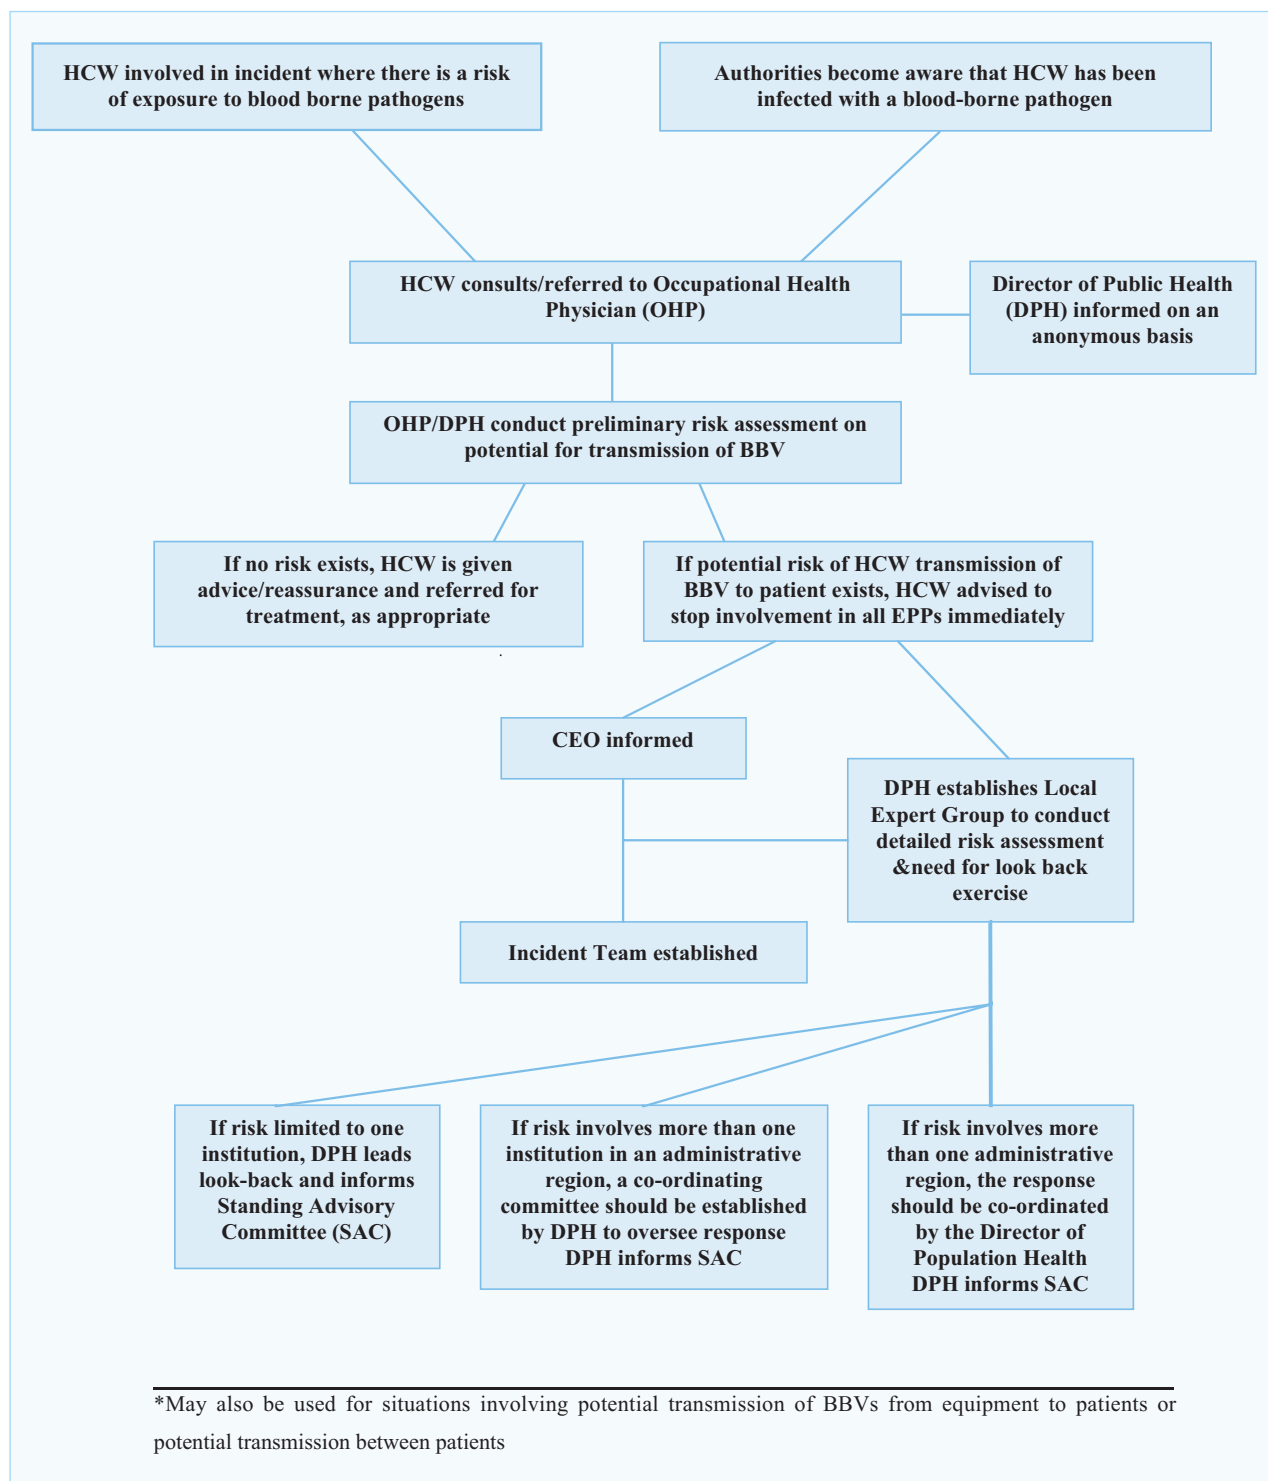 HCW involved in incident where there is a risk
of exposure to blood borne pathogens
Authorities become aware that HCW has been
infected with a blood-borne pathogen
HCW consults/referred to Occupational Health
Physician (OHP)
Director of Public Health
(DPH) informed on an
anonymous basis
OHP/DPH conduct preliminary risk assessment on
potential for transmission of BBV
If no risk exists, HCW is given
advice/reassurance and referred for
treatment, as appropriate
If potential risk of HCW transmission of
BBV to patient exists, HCW advised to
stop involvement in all EPPs immediately
.
CEO informed
DPH establishes Local
Expert Group to conduct
detailed risk assessment
&need for look back
exercise
Incident Team established
If risk limited to one
institution, DPH leads
look-back and informs
Standing Advisory
Committee (SAC)
If risk involves more than one
institution in an administrative
region, a co-ordinating
committee should be established
by DPH to oversee response
DPH informs SAC
If risk involves more
than one administrative
region, the response
should be co-ordinated
by the Director of
Population Health
DPH informs SAC
*May also be used for situations involving potential transmission of BBVs from equipment to patients or
potential transmission between patients